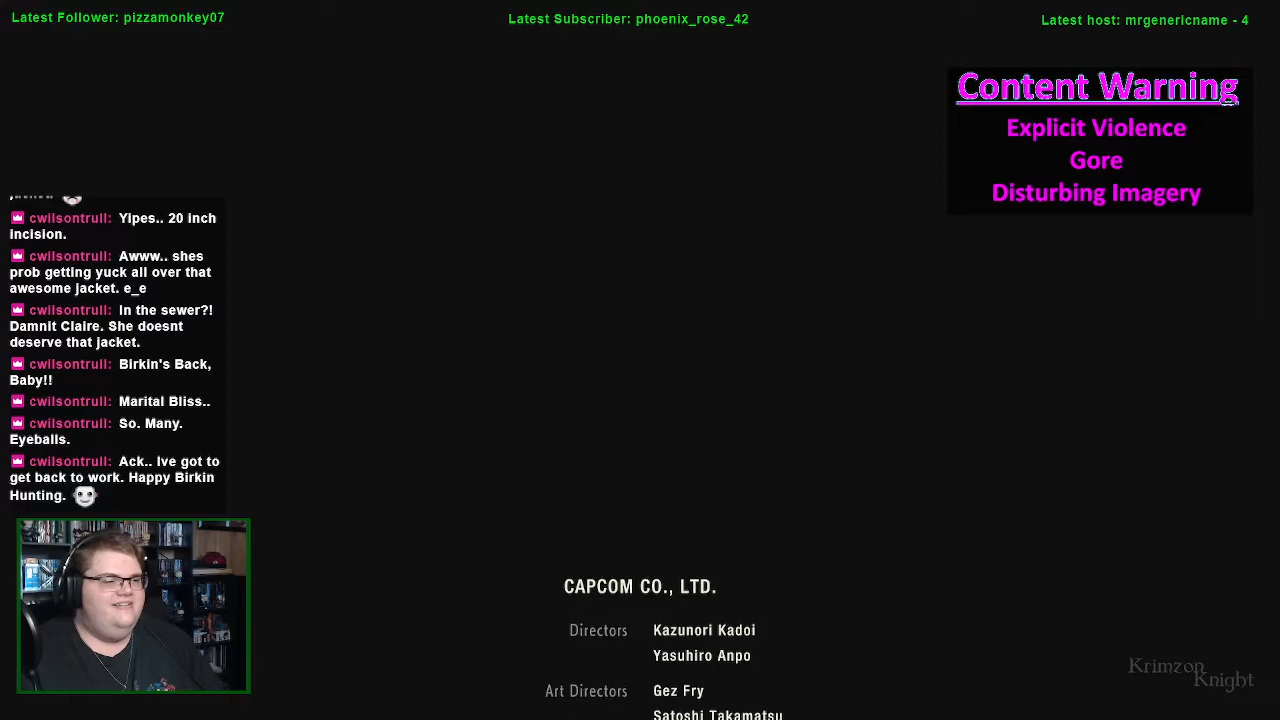 Latest Follower: pizzamonkey07
Latest Subscriber: phoenix_rose_42
Latest host: mrgenericname - 4
Content Warning
Explicit Violence
Gore
Disturbing Imagery
cwilsontrull: Yipes.. 20 inch
incision.
cwilsontrull: Awww.. shes
prob getting yuck all over that
awesome jacket. e_e
cwilsontrull: In the sewer?!
Damnit Claire. She doesnt
deserve that jacket.
cwilsontrull: Birkin's Back,
Baby!!
cwilsontrull: Marital Bliss..
cwilsontrull: So. Many.
Eyeballs.
cwilsontrull: Ack.. Ive got to
get back to work. Happy Birkin
Hunting.
CAPCOM CO., LTD.
Directors Kazunori Kadoi
Yasuhiro Anpo
Art Directors Gez Fry
Satoshi Takamatsu
Krimzon
Knight